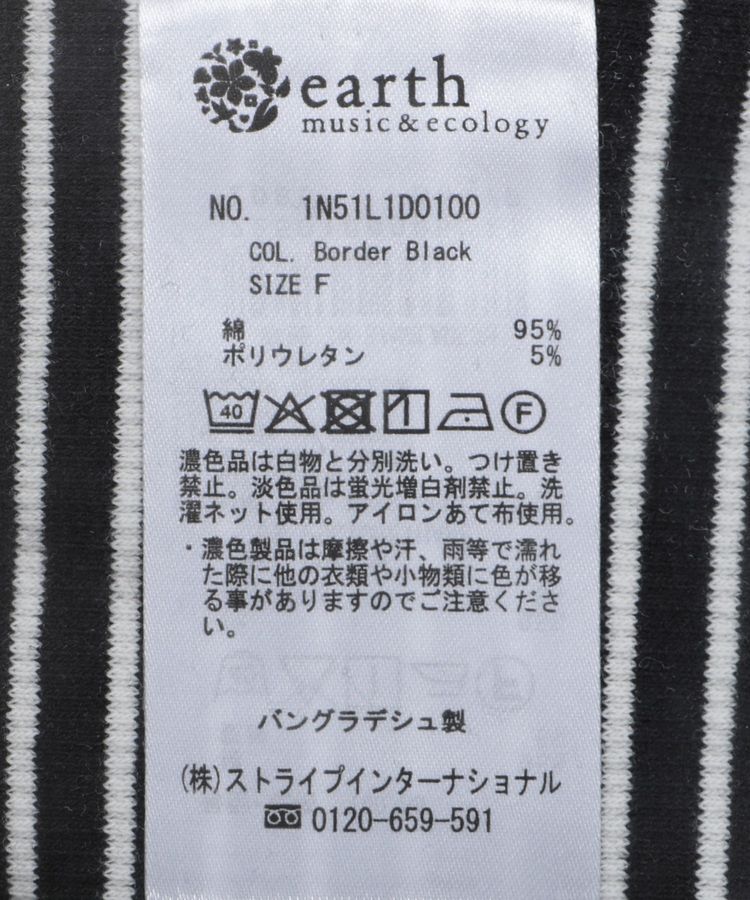 earth
music & ecology
NO. 1N51L1D0100
COL. Border Black
SIZE F
綿 95%
ポリウレタン 5%
40 F
濃色品は白物と分別洗い。つけ置き
禁止。淡色品は蛍光増白剤禁止。洗
濯ネット使用。アイロンあて布使用。
・濃色製品は摩擦や汗、雨等で濡れ
た際に他の衣類や小物類に色が移
る事がありますのでご注意くださ
い。
バングラデシュ製
(株)ストライプインターナショナル
0120-659-591